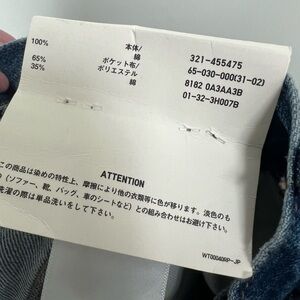 100% 本体/
綿
65% ポケット布/
35% ポリエステル
綿
321-455475
65-030-000(31-02)
8182 0A3AA3B
01-32-3H007B
ATTENTION
この商品は染めの特性上、摩擦により他の衣類等に色が移ります。淡色のも
の（ソファー、靴、バッグ、車のシートなど）との組み合わせはお避け下さい。
洗濯の際は単品洗いをして下さい。
WT00040RP-JP